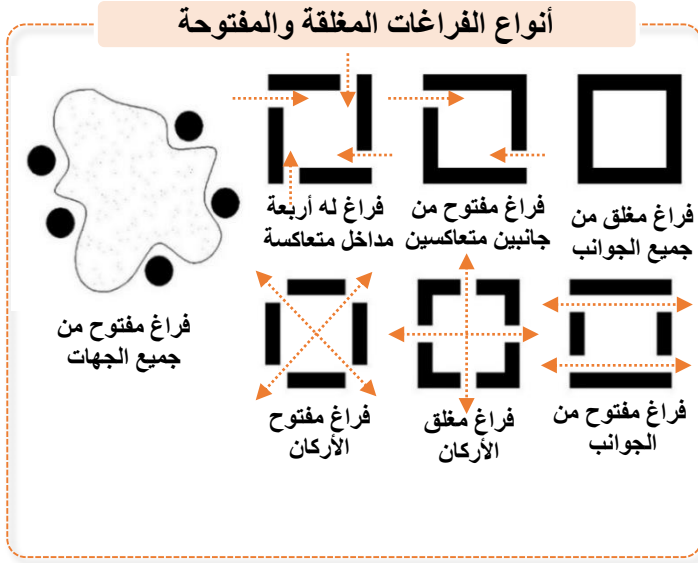 أنواع الفراغات المغلقة والمفتوحة
فراغ مغلق من
جميع الجوانب
فراغ مفتوح من
جانبين متعاكسين
فراغ له أربعة
مداخل متعاكسة
فراغ مفتوح من
جميع الجهات
فراغ مفتوح من
الجوانب
فراغ مغلق
الأركان
فراغ مفتوح
الأركان